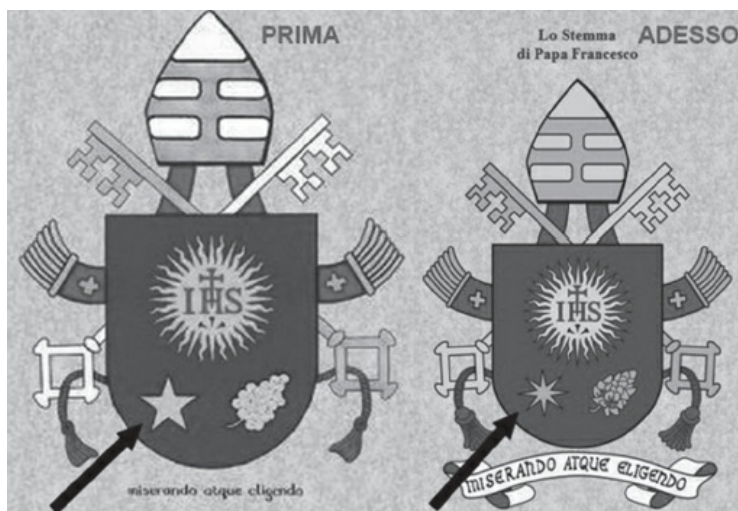 PRIMA
IHS
miserando atque eligendo
Lo Stemma
di Papa Francesco
ADESSO
IHS
MISERANDO ATQUE ELIGENDO